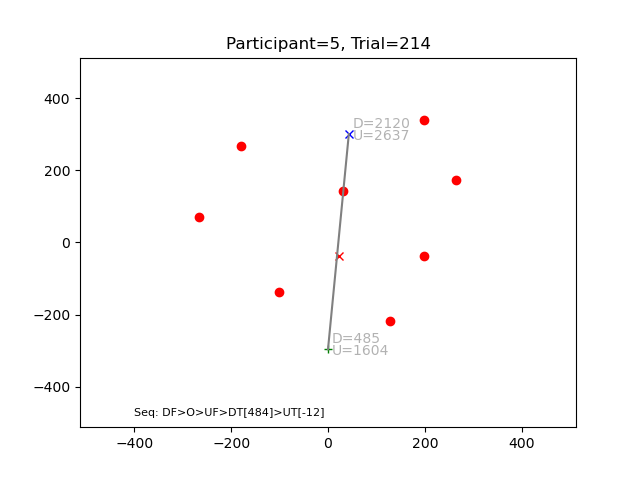 Participant=5, Trial=214
400
200
0
−200
−400
D=2120
U=2637
D=485
U=1604
Seq: DF>O>UF>DT[484]>UT[-12]
−400
−200
0
200
400